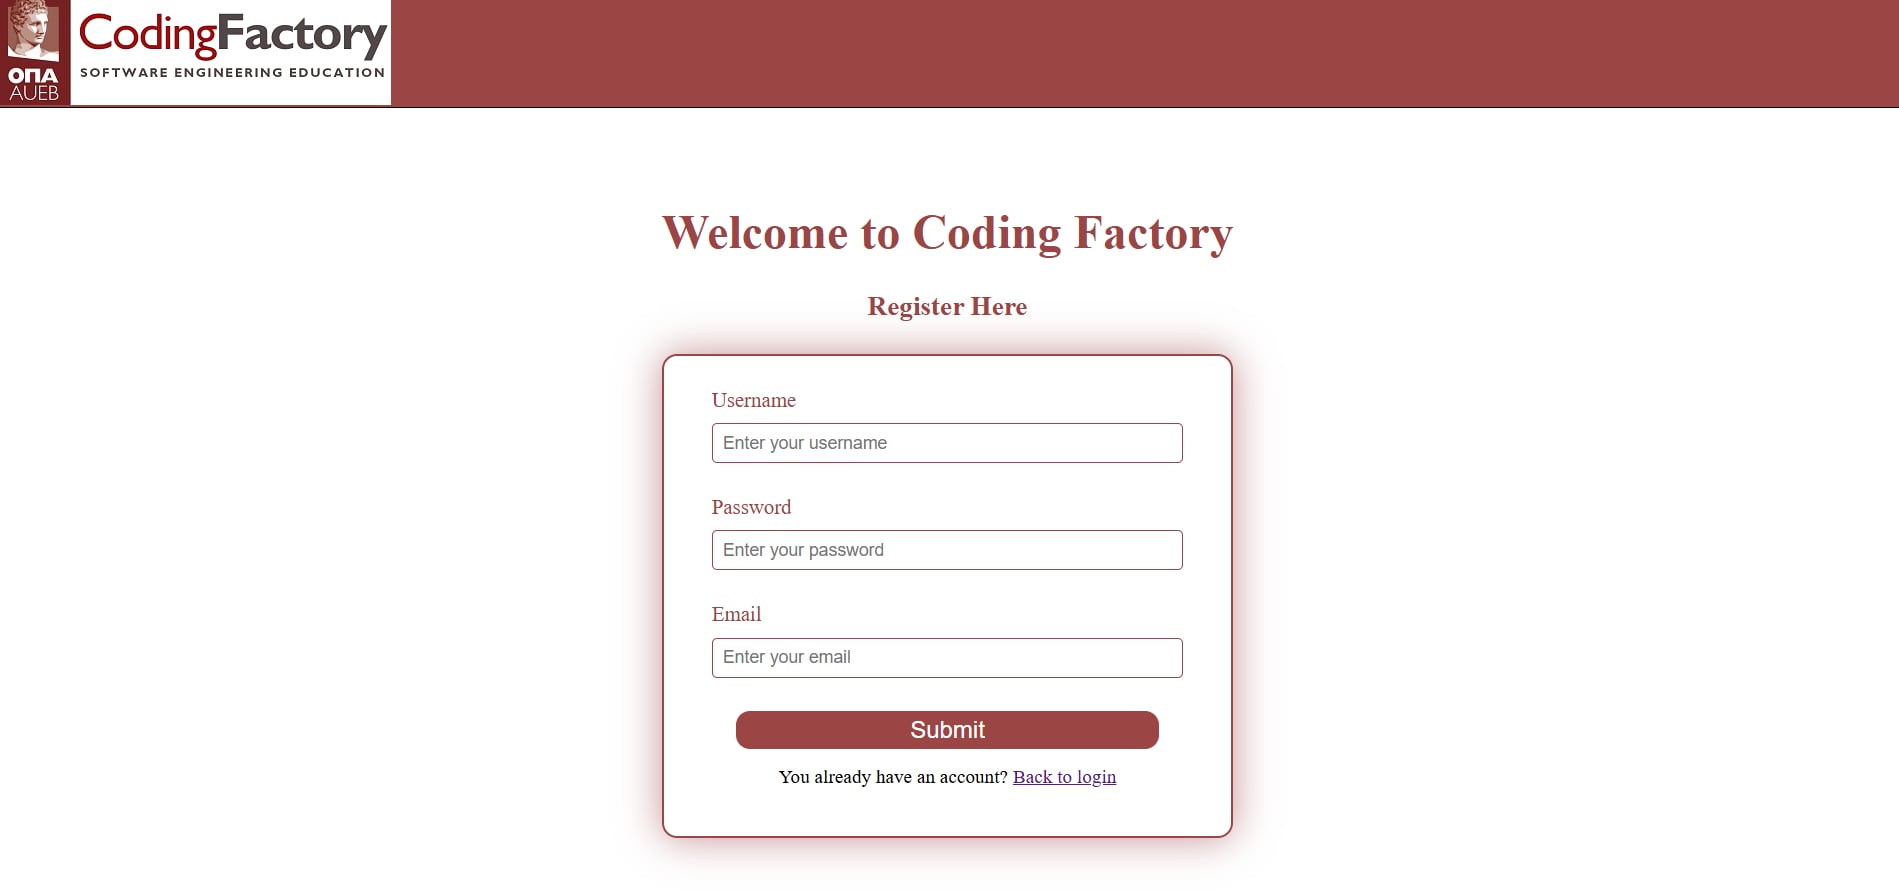 CodingFactory
SOFTWARE ENGINEERING EDUCATION
ΟΠΑ
AUEB
Welcome to Coding Factory
Register Here
Username
Enter your username
Password
Enter your password
Email
Enter your email
Submit
You already have an account? Back to login